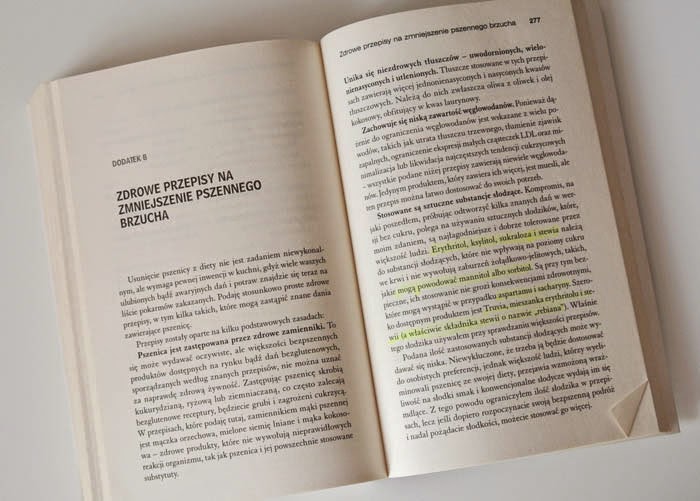 DODATEK B
ZDROWE PRZEPISY NA
ZMNIEJSZENIE PSZENNEGO
BRZUCHA
Usunięcie pszenicy z diety nie jest zadaniem niewykonal-
nym, ale wymaga pewnej inwencji w kuchni, gdyż wiele waszych
ulubionych bądź awaryjnych dań i potraw znajdzie się teraz na
liście pokarmów zakazanych. Podaję stosunkowo proste zdrowe
przepisy, w tym kilka takich, które mogą zastąpić znane dania
zawierające pszenicę.
Przepisy zostały oparte na kilku podstawowych zasadach:
Pszenica jest zastępowana przez zdrowe zamienniki. To
może wydawać oczywiste, ale większości bezpszennych
produktów dostępnych na rynku bądź dań bezglutenowych,
sporządzanych według znanych przepisów, nie można uznać
za naprawdę zdrową żywność. Zastępując pszenicę skrobią
kukurydzianą, ryżową lub ziemniaczaną, co często zalecają
bezglutenowe receptury, będziecie grubi i zagrożeni cukrzycą.
W przepisach, które podaję tutaj, zamiennikiem mąki pszennej
jest mączka orzechowa, mielone siemię lniane i mąka kokoso-
wa – zdrowe produkty, które nie wywołują nieprawidłowych
reakcji organizmu, tak jak pszenica i jej powszechnie stosowane
substytuty.
Zdrowe przepisy na zmniejszenie pszennego brzucha 277
Unika się niezdrowych tłuszczów – uwodornionych, wielo-
nienasyconych i utlenionych. Tłuszcze stosowane w tych przepi-
sach zawierają więcej jednonienasyconych i nasyconych kwasów
tłuszczowych. Należą do nich zwłaszcza oliwa z oliwek i olej
kokosowy, obfitujący w kwas laurynowy.
Zachowuje się niską zawartość węglowodanów. Ponieważ dą-
żenie do ograniczenia węglowodanów jest wskazane z wielu po-
wodów, takich jak utrata tłuszczu trzewnego, tłumienie zjawisk
zapalnych, ograniczenie ekspresji małych cząsteczek LDL oraz mi-
nimalizacja lub likwidacja najczęstszych tendencji cukrzycowych
– wszystkie podane niżej przepisy zawierają niewiele węglowoda-
nów. Jedynym produktem, który zawiera ich więcej, jest muesli, ale
ten przepis można łatwo dostosować do swoich potrzeb.
Stosowane są sztuczne substancje słodzące. Kompromis, na
jaki poszedłem, próbując odtworzyć kilka znanych dań w wer-
sji bez cukru, polega na używaniu sztucznych słodzików, które,
moim zdaniem, są najłagodniejsze i dobrze tolerowane przez
większość ludzi. Erythritol, ksylitol, sukraloza i stewia należą
do substancji słodzących, które nie wpływają na poziomy cukru
we krwi i nie wywołują zaburzeń żołądkowo-jelitowych, takich,
jakie mogą powodować mannitol albo sorbitol. Są przy tym bez-
pieczne, ich stosowanie nie grozi konsekwencjami zdrowotnymi,
które mogą wystąpić w przypadku aspartamu i sacharyny. Szero-
ko dostępnym produktem jest Truvia, mieszanka erythritolu i ste-
wii (a właściwie składnika stewii o nazwie „rebiana”). Właśnie
tego słodzika używałem przy sprawdzaniu większości przepisów.
Podana ilość zastosowanych substancji słodzących może wy-
dawać się niska. Niewykluczone, że trzeba ją będzie dostosować
do osobistych preferencji, jednak większość ludzi, którzy wyeli-
minowali pszenicę ze swojej diety, przejawia wzmożoną wraż-
liwość na słodki smak i konwencjonalne słodycze wydają im się
mdlące. Z tego powodu ograniczyłem ilość słodzika w przepi-
sach, lecz jeśli dopiero rozpoczynacie swoją bezpszenną podróż
i nadal pożądacie słodkości, możecie stosować go więcej.